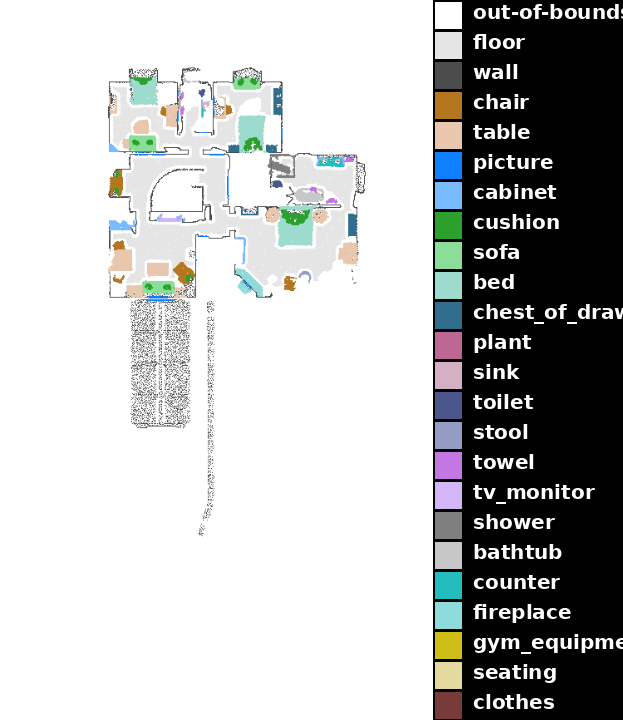 out-of-bounds
floor
wall
chair
table
picture
cabinet
cushion
sofa
bed
chest_of_draw
plant
sink
toilet
stool
towel
tv_monitor
shower
bathtub
counter
fireplace
gym_equipme
seating
clothes